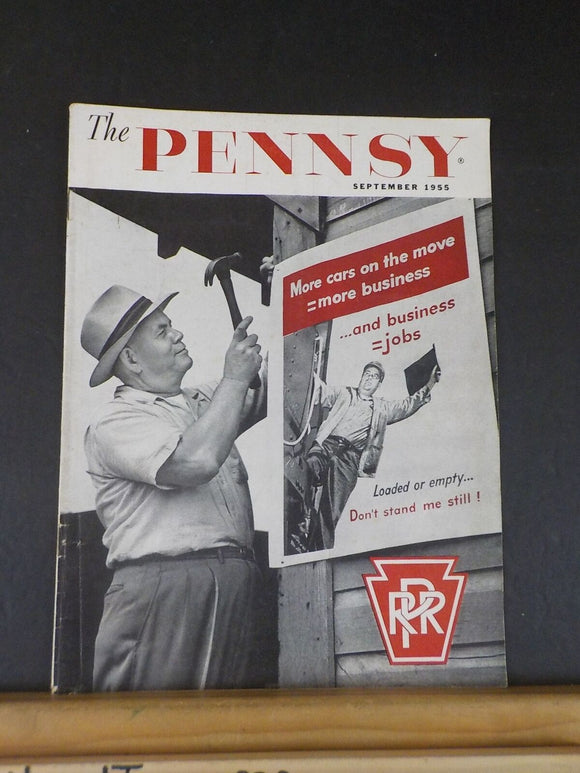 The PENNSY®
SEPTEMBER 1955
More cars on the move
=more business
...and business
=jobs
Loaded or empty...
Don't stand me still!
PRR